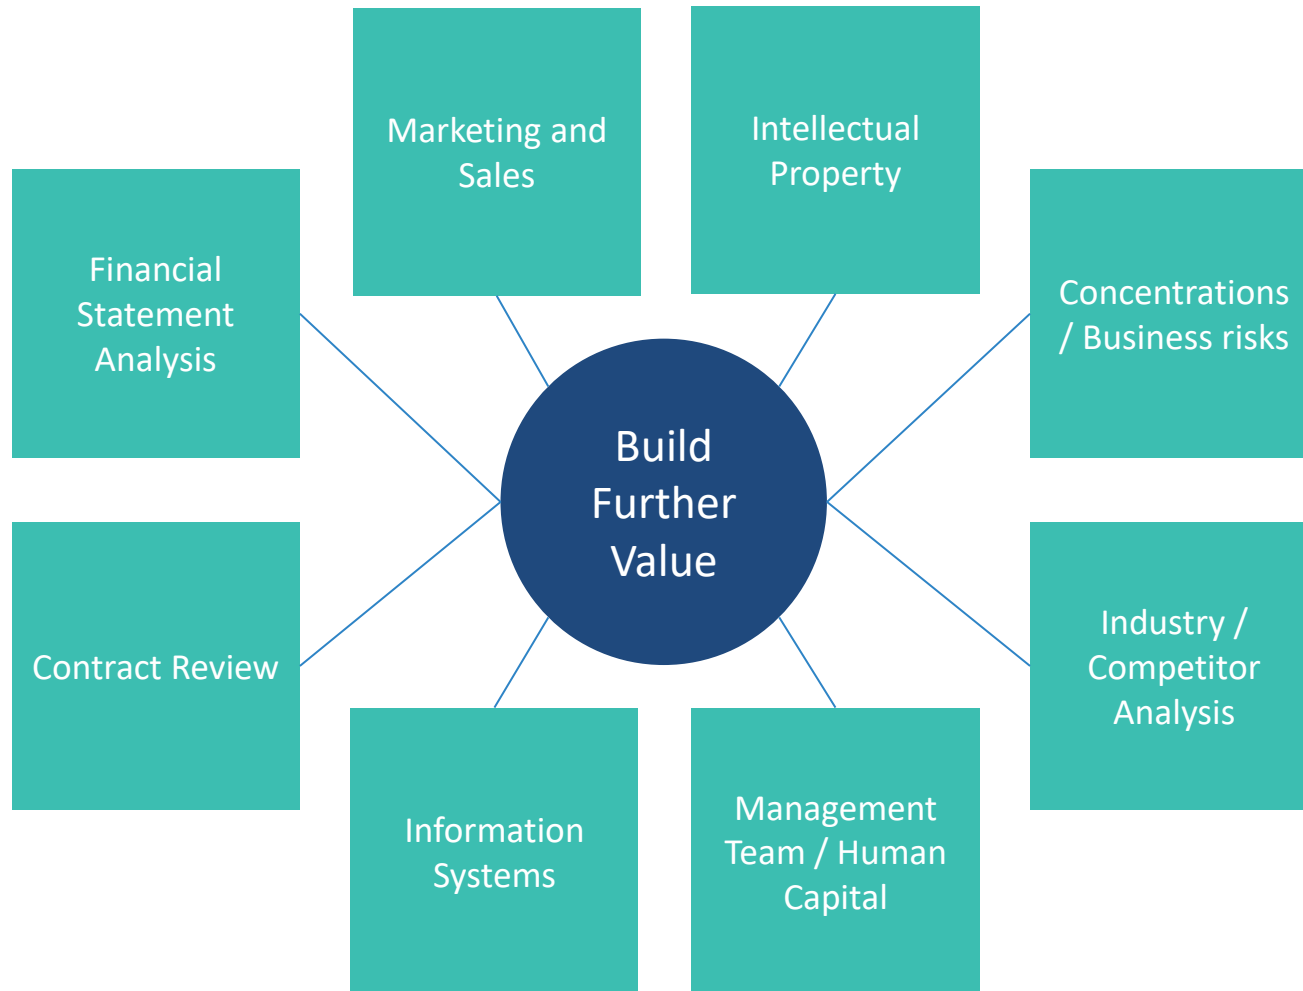 Marketing and
Sales
Intellectual
Property
Financial
Statement
Analysis
Concentrations
/ Business risks
Build
Further
Value
Contract Review
Industry /
Competitor
Analysis
Information
Systems
Management
Team / Human
Capital